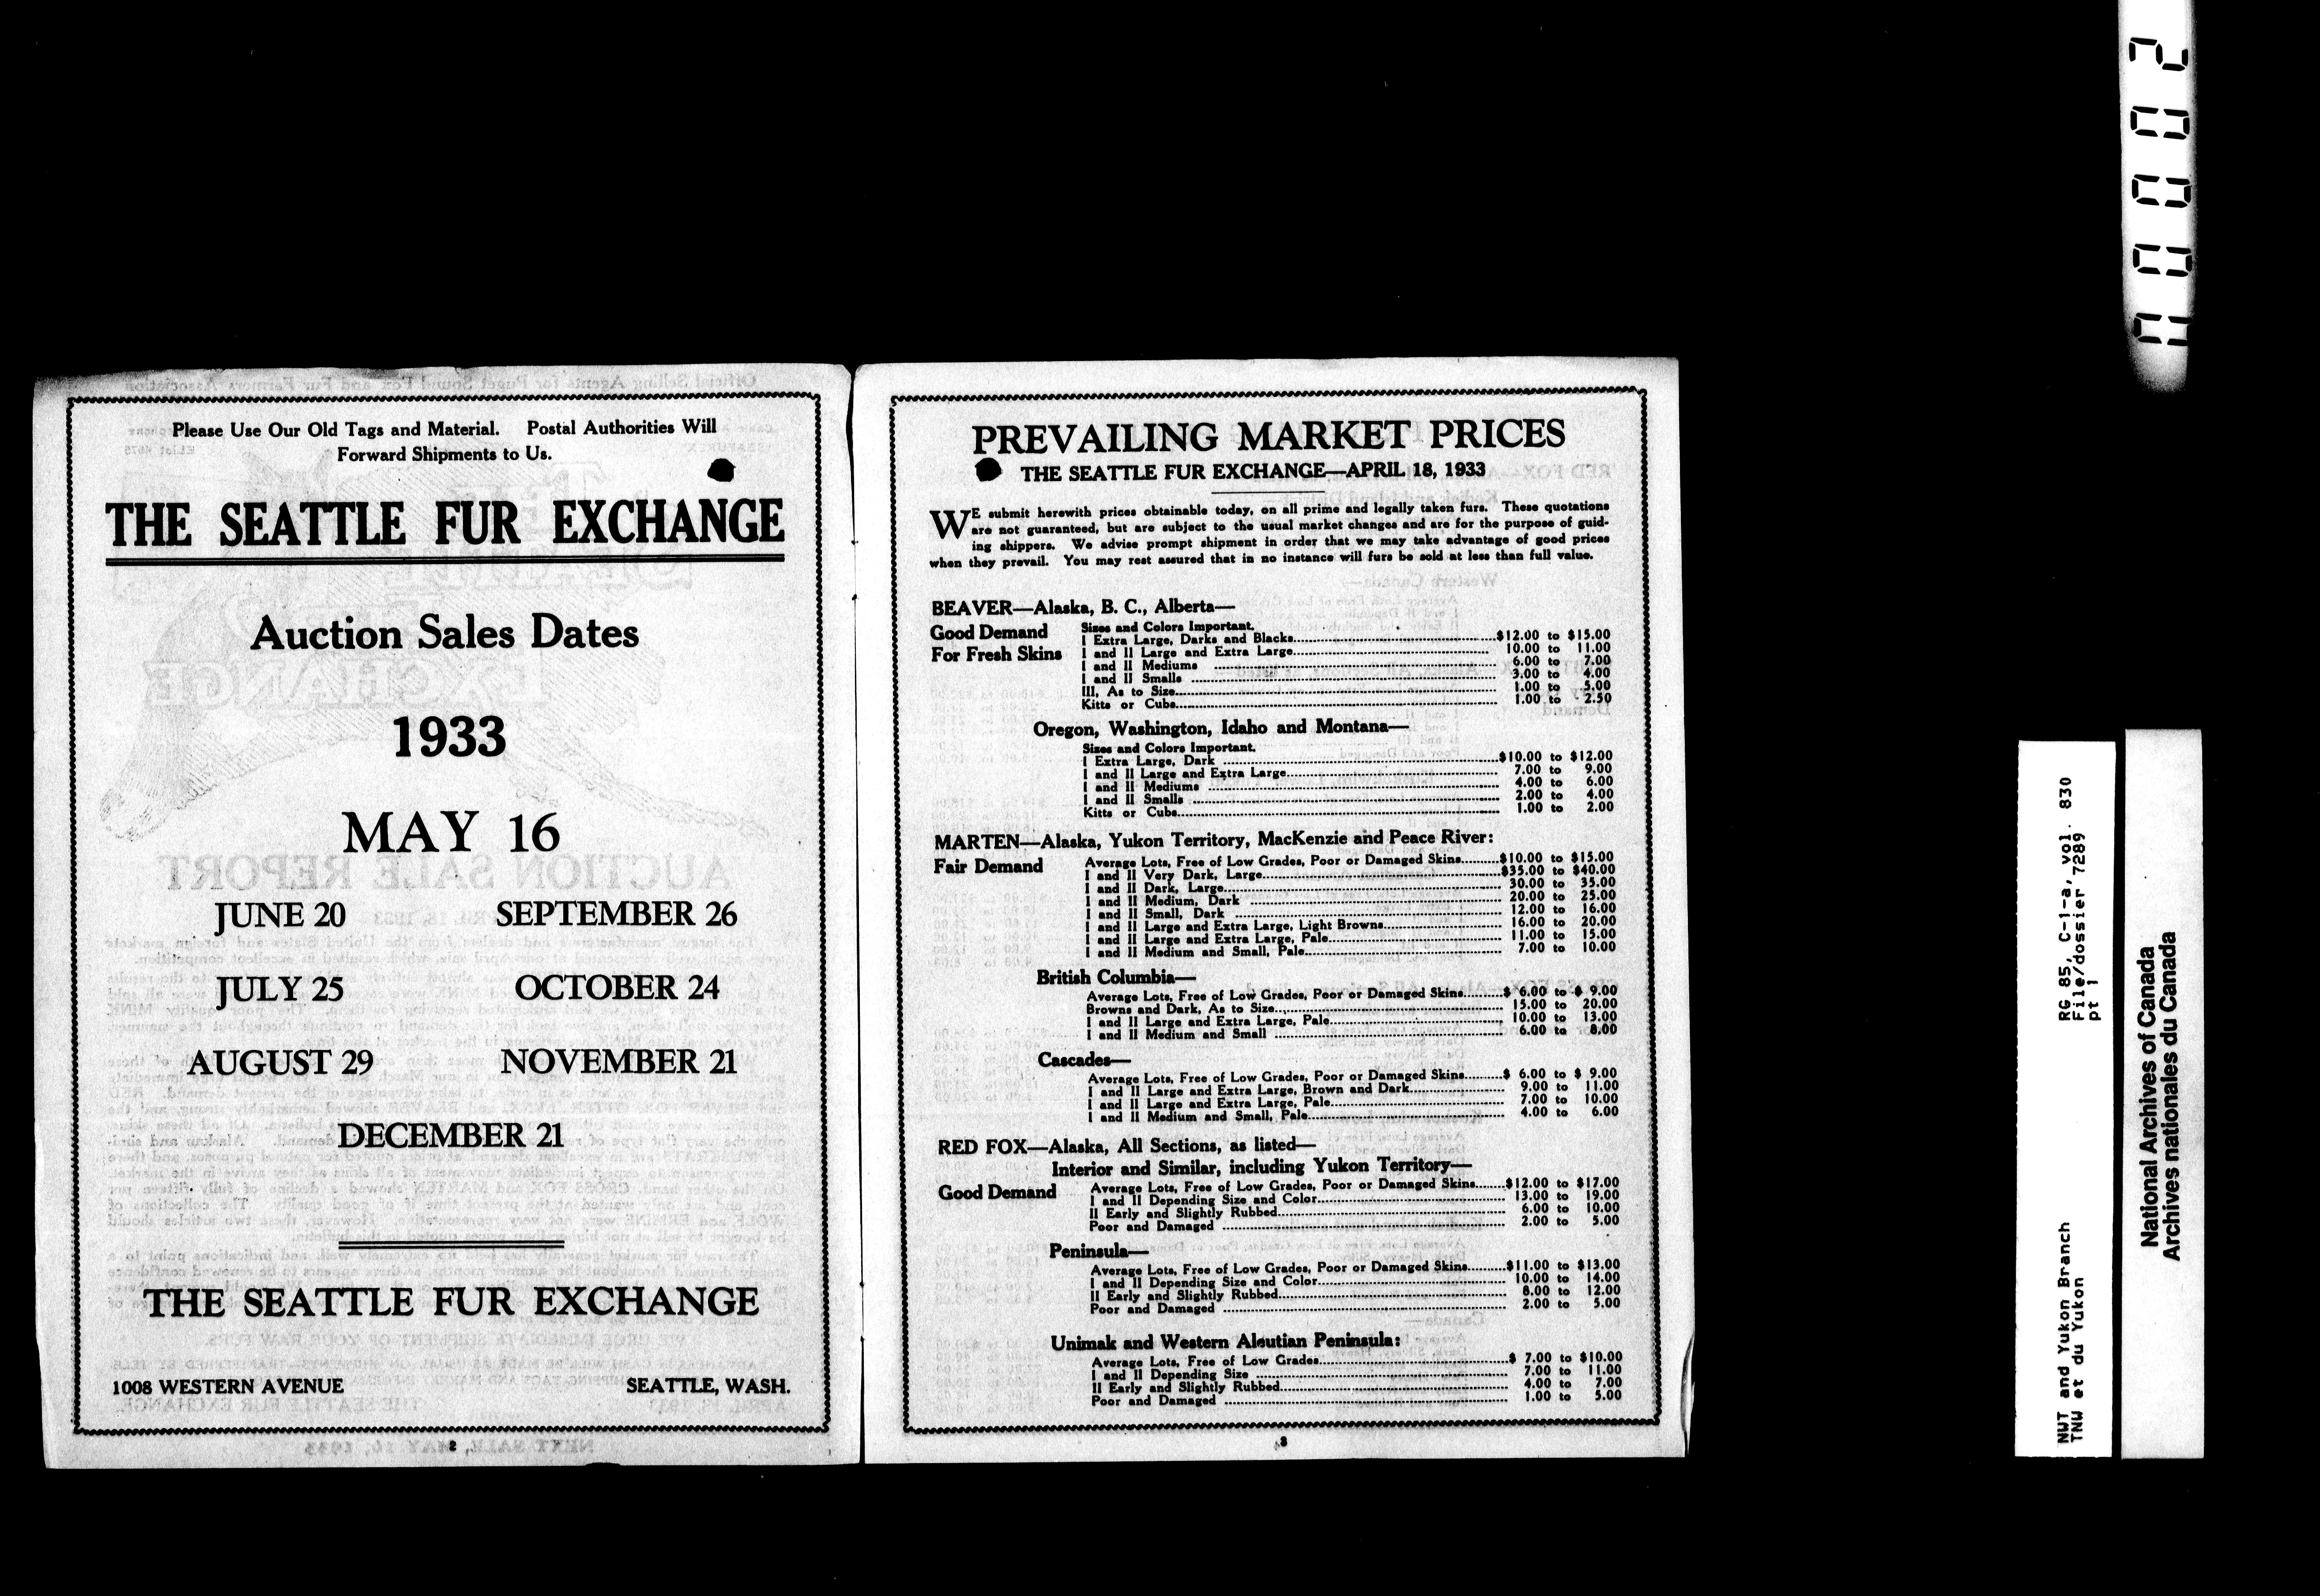 Please Use Our Old Tags and Material. Postal Authorities Will
Forward Shipments to Us.
THE SEATTLE FUR EXCHANGE
Auction Sales Dates
1933
MAY 16
JUNE 20 SEPTEMBER 26
JULY 25 OCTOBER 24
AUGUST 29 NOVEMBER 21
DECEMBER 21
THE SEATTLE FUR EXCHANGE
1008 WESTERN AVENUE SEATTLE, WASH.
2
PREVAILING MARKET PRICES
THE SEATTLE FUR EXCHANGE—APRIL 18, 1933
WE submit herewith prices obtainable today, on all prime and legally taken furs. These quotations
are not guaranteed, but are subject to the usual market changes and are for the purpose of guid-
ing shippers. We advise prompt shipment in order that we may take advantage of good prices
when they prevail. You may rest assured that in no instance will furs be sold at less than full value.
BEAVER—Alaska, B. C., Alberta—
Good Demand
For Fresh Skins
Sizes and Colors Important.
I Extra Large, Darks and Blacks $12.00 to $15.00
I and II Large and Extra Large 10.00 to 11.00
I and II Mediums 6.00 to 7.00
I and II Smalls 3.00 to 4.00
III, As to Size 1.00 to 5.00
Kitts or Cubs 1.00 to 2.50
Oregon, Washington, Idaho and Montana—
Sizes and Colors Important.
I Extra Large, Dark $10.00 to $12.00
I and II Large and Extra Large 7.00 to 9.00
I and II Mediums 4.00 to 6.00
I and II Smalls 2.00 to 4.00
Kitts or Cubs 1.00 to 2.00
MARTEN—Alaska, Yukon Territory, MacKenzie and Peace River:
Fair Demand
Average Lots, Free of Low Grades, Poor or Damaged Skins $10.00 to $15.00
I and II Very Dark, Large $35.00 to $40.00
I and II Dark, Large 30.00 to 35.00
I and II Medium, Dark 20.00 to 25.00
I and II Small, Dark 12.00 to 16.00
I and II Large and Extra Large, Light Browns 16.00 to 20.00
I and II Large and Extra Large, Pale 11.00 to 15.00
I and II Medium and Small, Pale 7.00 to 10.00
British Columbia—
Average Lots, Free of Low Grades, Poor or Damaged Skins $ 6.00 to $ 9.00
Browns and Dark, As to Size 15.00 to 20.00
I and II Large and Extra Large, Pale 10.00 to 13.00
I and II Medium and Small 6.00 to 8.00
Cascades—
Average Lots, Free of Low Grades, Poor or Damaged Skins $ 6.00 to $ 9.00
I and II Large and Extra Large, Brown and Dark 9.00 to 11.00
I and II Large and Extra Large, Pale 7.00 to 10.00
I and II Medium and Small, Pale 4.00 to 6.00
RED FOX—Alaska, All Sections, as listed—
Interior and Similar, including Yukon Territory—
Good Demand
Average Lots, Free of Low Grades, Poor or Damaged Skins $12.00 to $17.00
I and II Depending Size and Color 13.00 to 19.00
II Early and Slightly Rubbed 6.00 to 10.00
Poor and Damaged 2.00 to 5.00
Peninsula—
Average Lots, Free of Low Grades, Poor or Damaged Skins $11.00 to $13.00
I and II Depending Size and Color 10.00 to 14.00
II Early and Slightly Rubbed 8.00 to 12.00
Poor and Damaged 2.00 to 5.00
Unimak and Western Aleutian Peninsula:
Average Lots, Free of Low Grades $ 7.00 to $10.00
I and II Depending Size 7.00 to 11.00
II Early and Slightly Rubbed 4.00 to 7.00
Poor and Damaged 1.00 to 5.00
3
NWT and Yukon Branch RG 85, C-1-a, vol. 830
TNW et du Yukon File/dossier 7289
pt 1
National Archives of Canada
Archives nationales du Canada